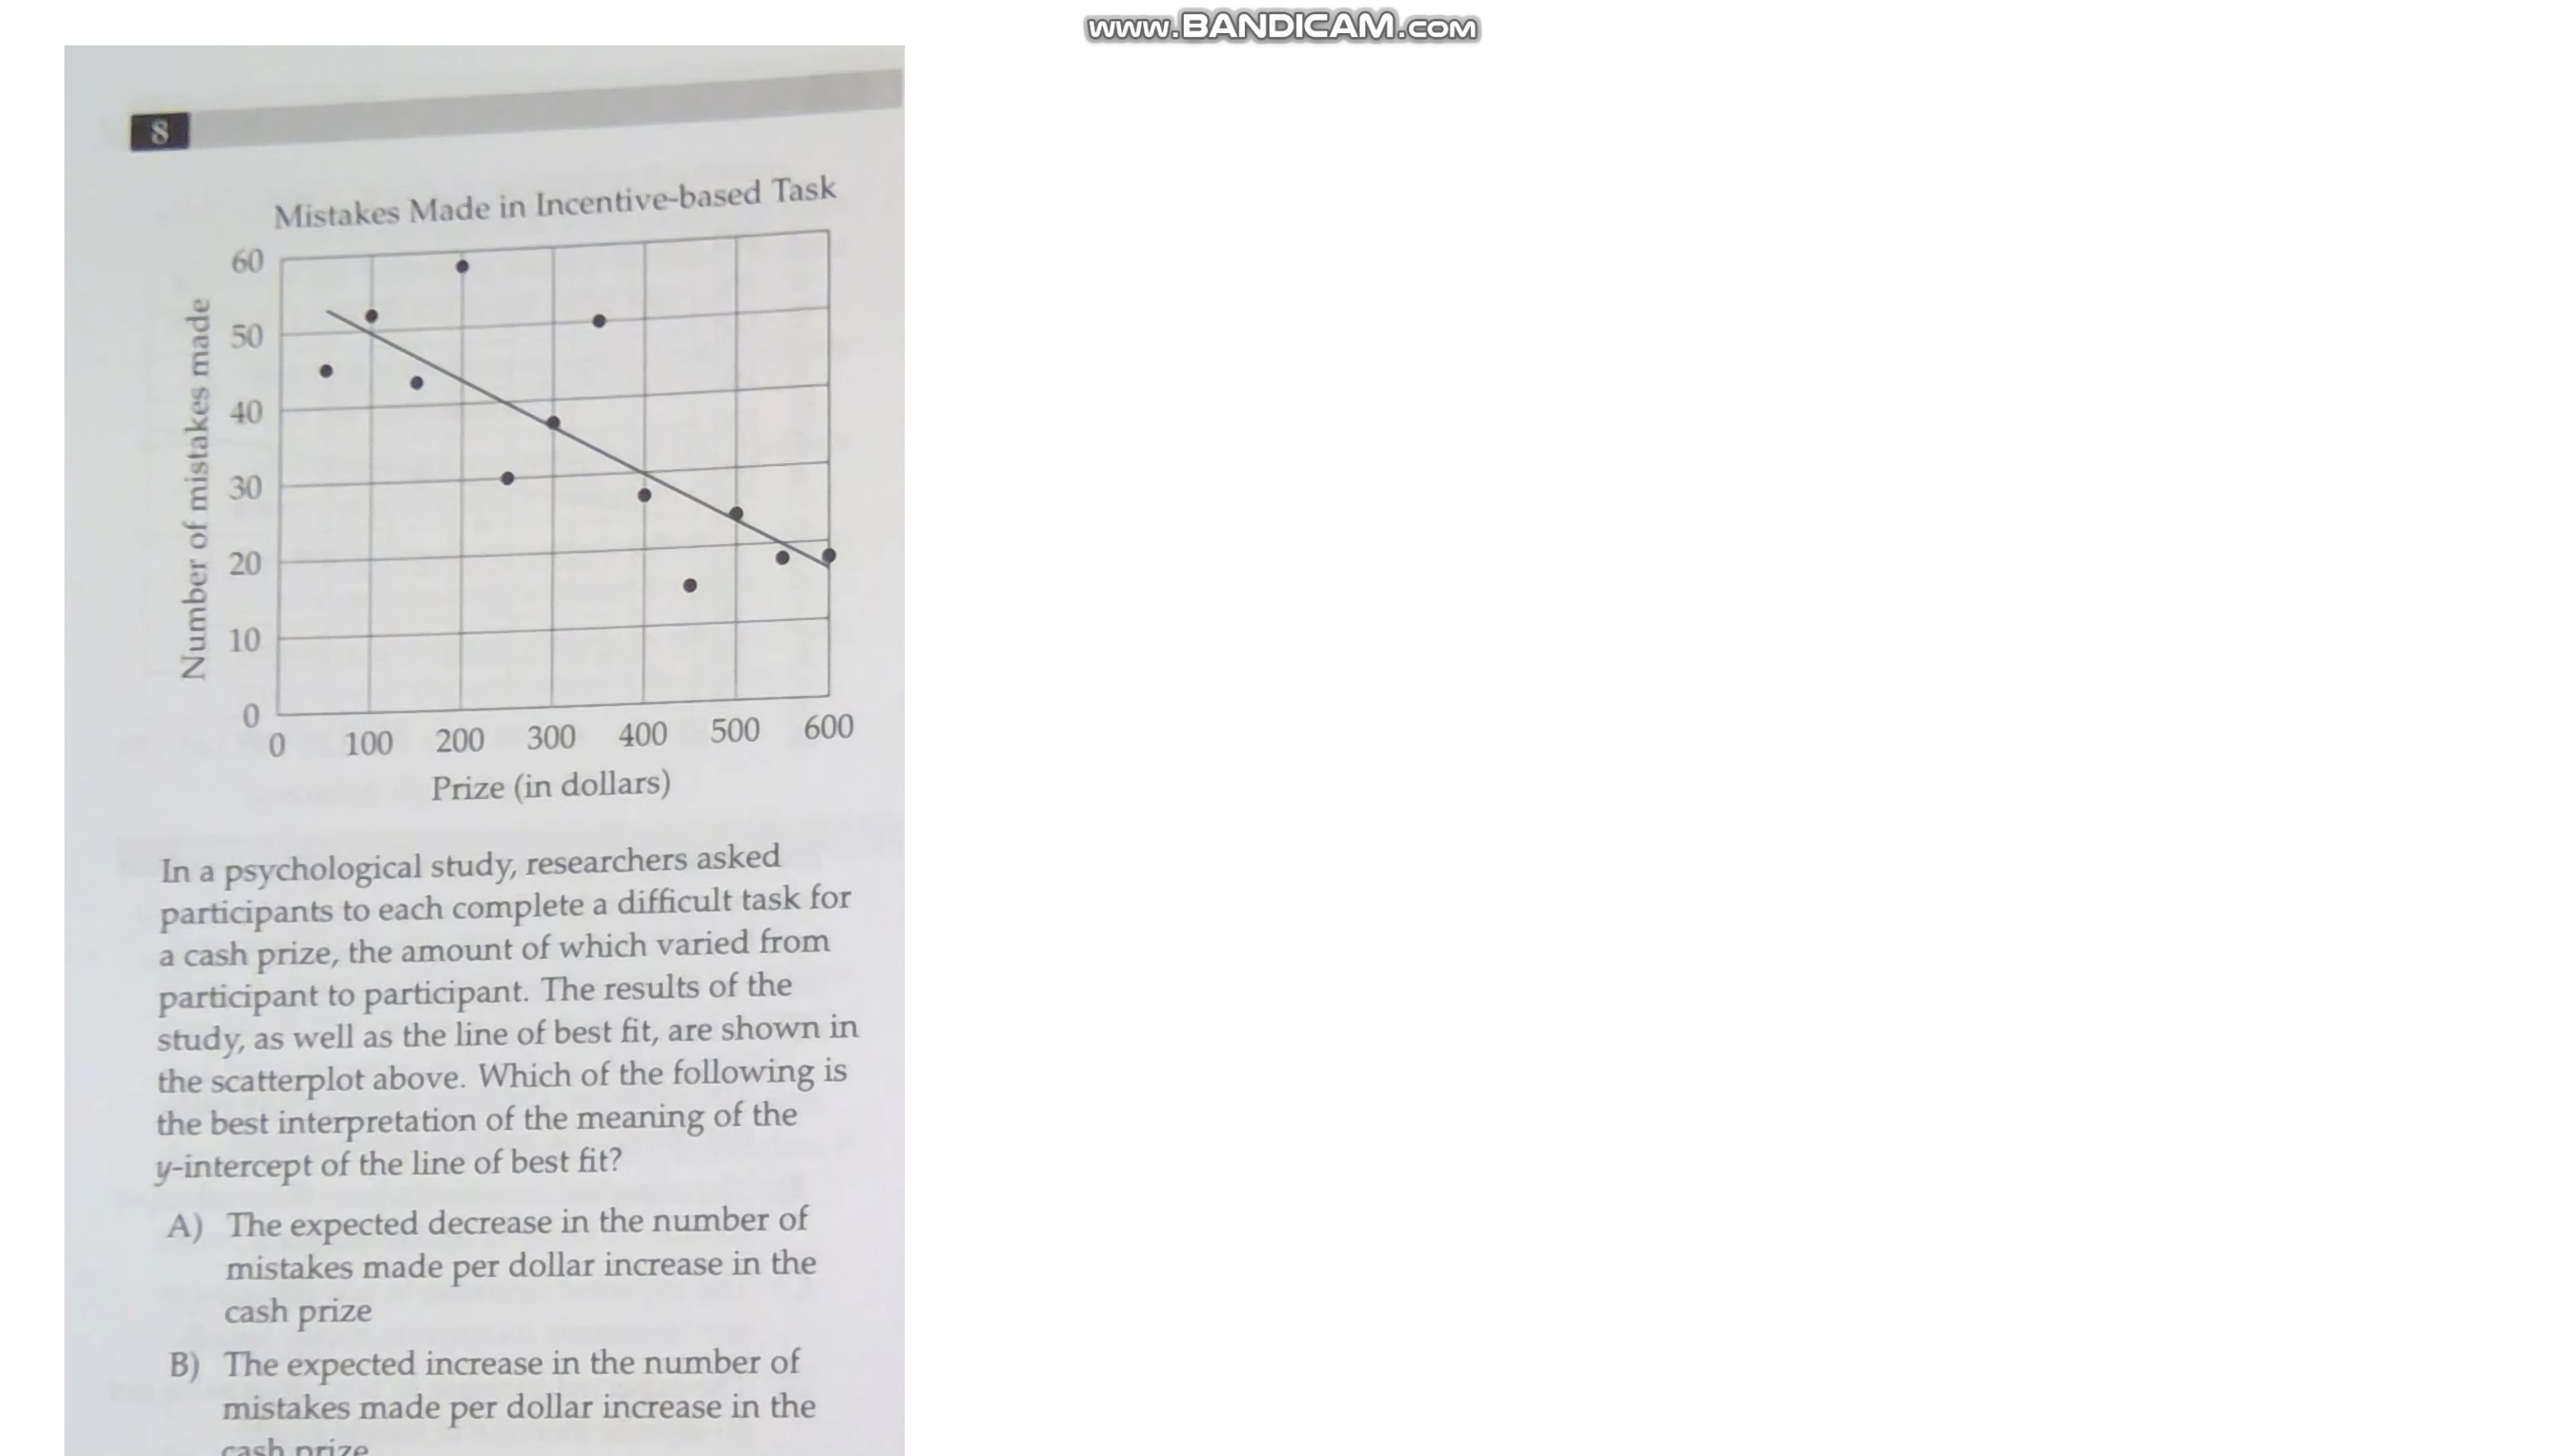 www.BANDICAM.com
8
Mistakes Made in Incentive-based Task
60
50
40
30
20
10
0
Number of mistakes made
0 100 200 300 400 500 600
Prize (in dollars)
In a psychological study, researchers asked
participants to each complete a difficult task for
a cash prize, the amount of which varied from
participant to participant. The results of the
study, as well as the line of best fit, are shown in
the scatterplot above. Which of the following is
the best interpretation of the meaning of the
y-intercept of the line of best fit?
A) The expected decrease in the number of
mistakes made per dollar increase in the
cash prize
B) The expected increase in the number of
mistakes made per dollar increase in the
cash prize